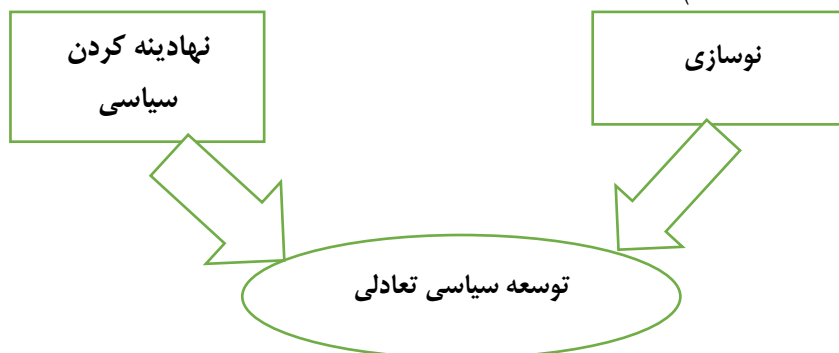 نوسازی
نهادینه کردن
سیاسی
توسعه سیاسی تعادلی